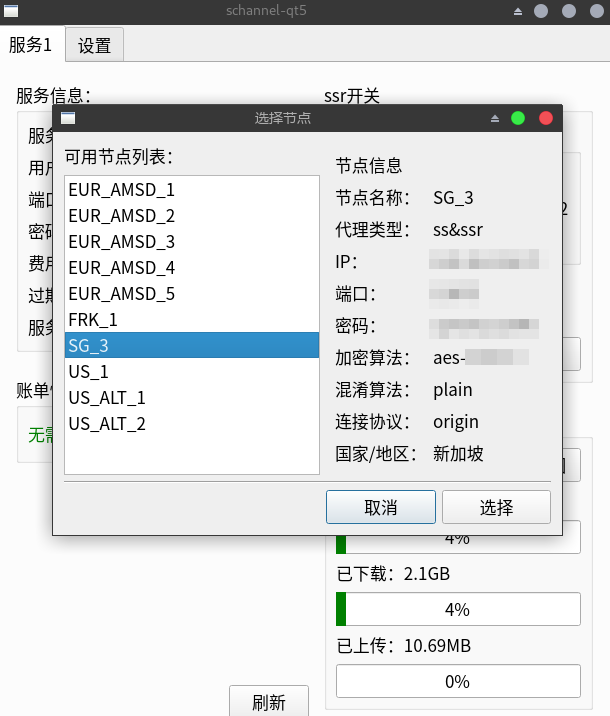 schannel-qt5
服务1
设置
服务信息：
ssr开关
选择节点
可用节点列表：
EUR_AMSD_1
EUR_AMSD_2
EUR_AMSD_3
EUR_AMSD_4
EUR_AMSD_5
FRK_1
SG_3
US_1
US_ALT_1
US_ALT_2
节点信息
节点名称： SG_3
代理类型： ss&ssr
IP：
端口：
密码：
加密算法： aes-
混淆算法： plain
连接协议： origin
国家/地区： 新加坡
取消
选择
服务
用户
端口
密码
费用
过期
服务
账单
无需
4%
已下载：2.1GB
4%
已上传：10.69MB
0%
刷新